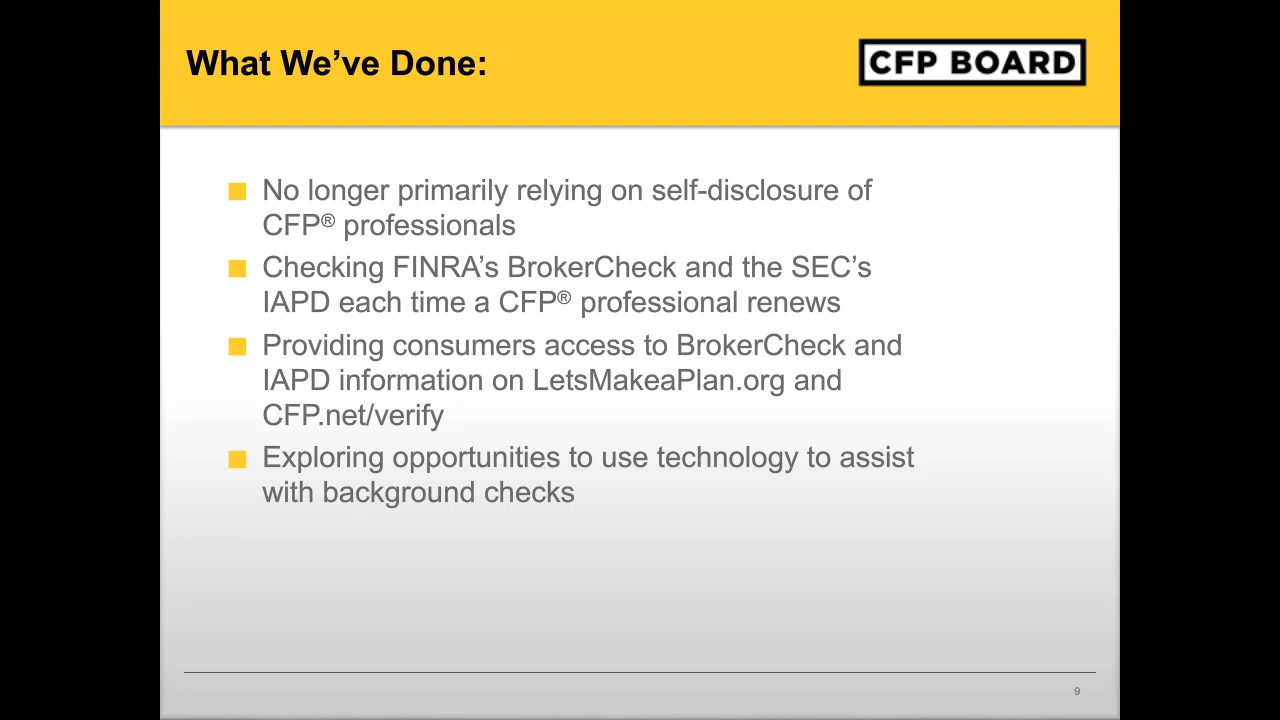 What We’ve Done:
CFP BOARD
No longer primarily relying on self-disclosure of
CFP® professionals
Checking FINRA’s BrokerCheck and the SEC’s
IAPD each time a CFP® professional renews
Providing consumers access to BrokerCheck and
IAPD information on LetsMakeaPlan.org and
CFP.net/verify
Exploring opportunities to use technology to assist
with background checks
9